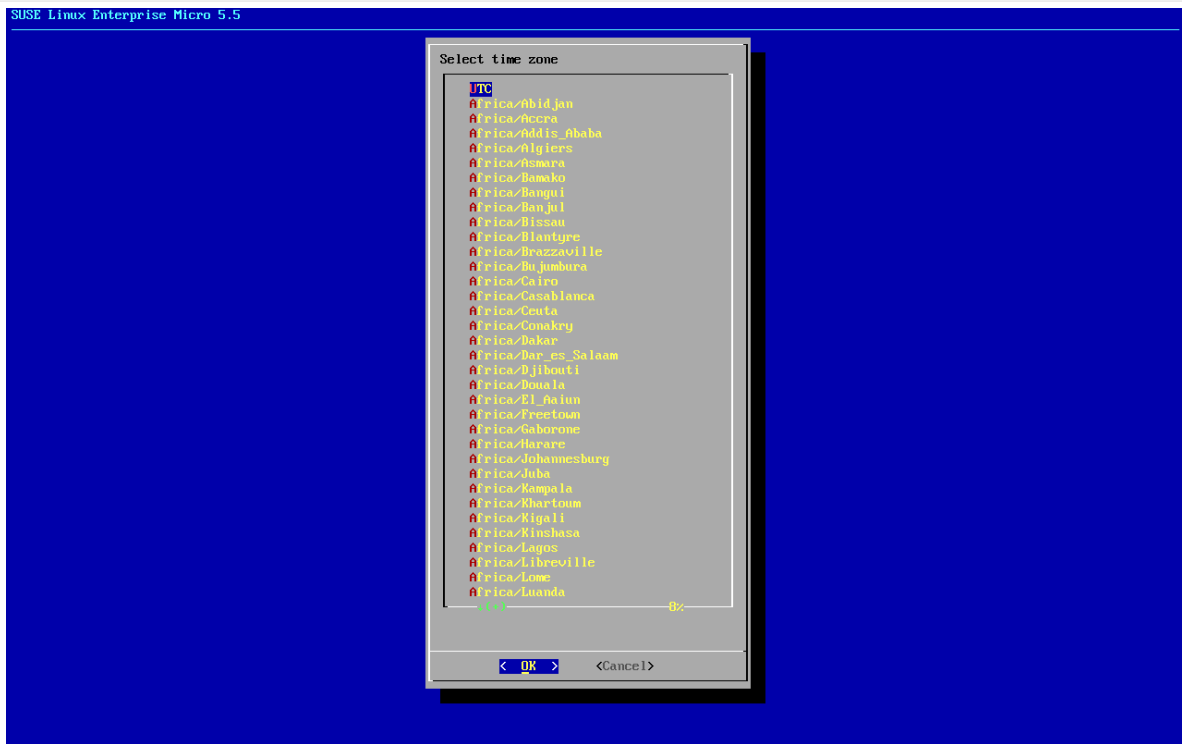 SUSE Linux Enterprise Micro 5.5
Select time zone
UTC
Africa/Abidjan
Africa/Accra
Africa/Addis_Ababa
Africa/Algiers
Africa/Asmara
Africa/Bamako
Africa/Bangui
Africa/Banjul
Africa/Bissau
Africa/Blantyre
Africa/Brazzaville
Africa/Bujumbura
Africa/Cairo
Africa/Casablanca
Africa/Ceuta
Africa/Conakry
Africa/Dakar
Africa/Dar_es_Salaam
Africa/Djibouti
Africa/Douala
Africa/El_Aaiun
Africa/Freetown
Africa/Gaborone
Africa/Harare
Africa/Johannesburg
Africa/Juba
Africa/Kampala
Africa/Khartoum
Africa/Kigali
Africa/Kinshasa
Africa/Lagos
Africa/Libreville
Africa/Lome
Africa/Luanda
↓(+) 8%
< OK > <Cancel>